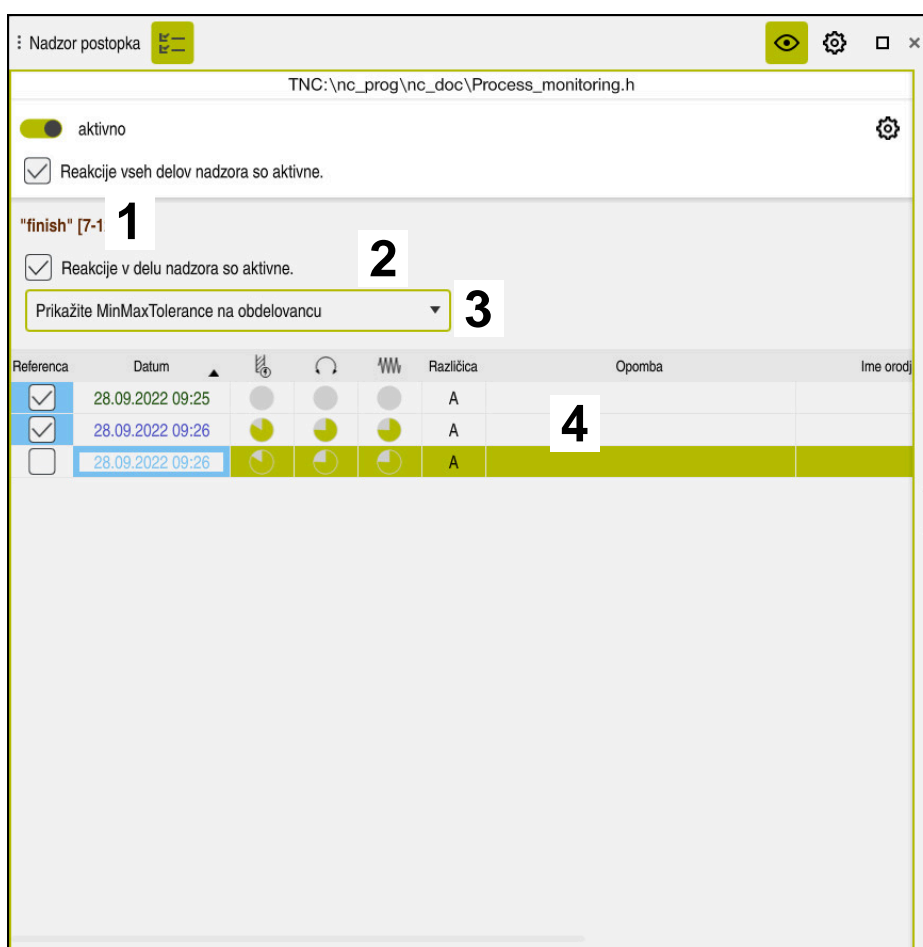 Nadzor postopka
TNC:\nc_prog\nc_doc\Process_monitoring.h
aktivno
Reakcije vseh delov nadzora so aktivne.
"finish" [7-1
1
Reakcije v delu nadzora so aktivne.
2
Prikažite MinMaxTolerance na obdelovancu
3
Referenca Datum Različica Opomba Ime orodj
28.09.2022 09:25 A
28.09.2022 09:26 A
4
28.09.2022 09:26 A